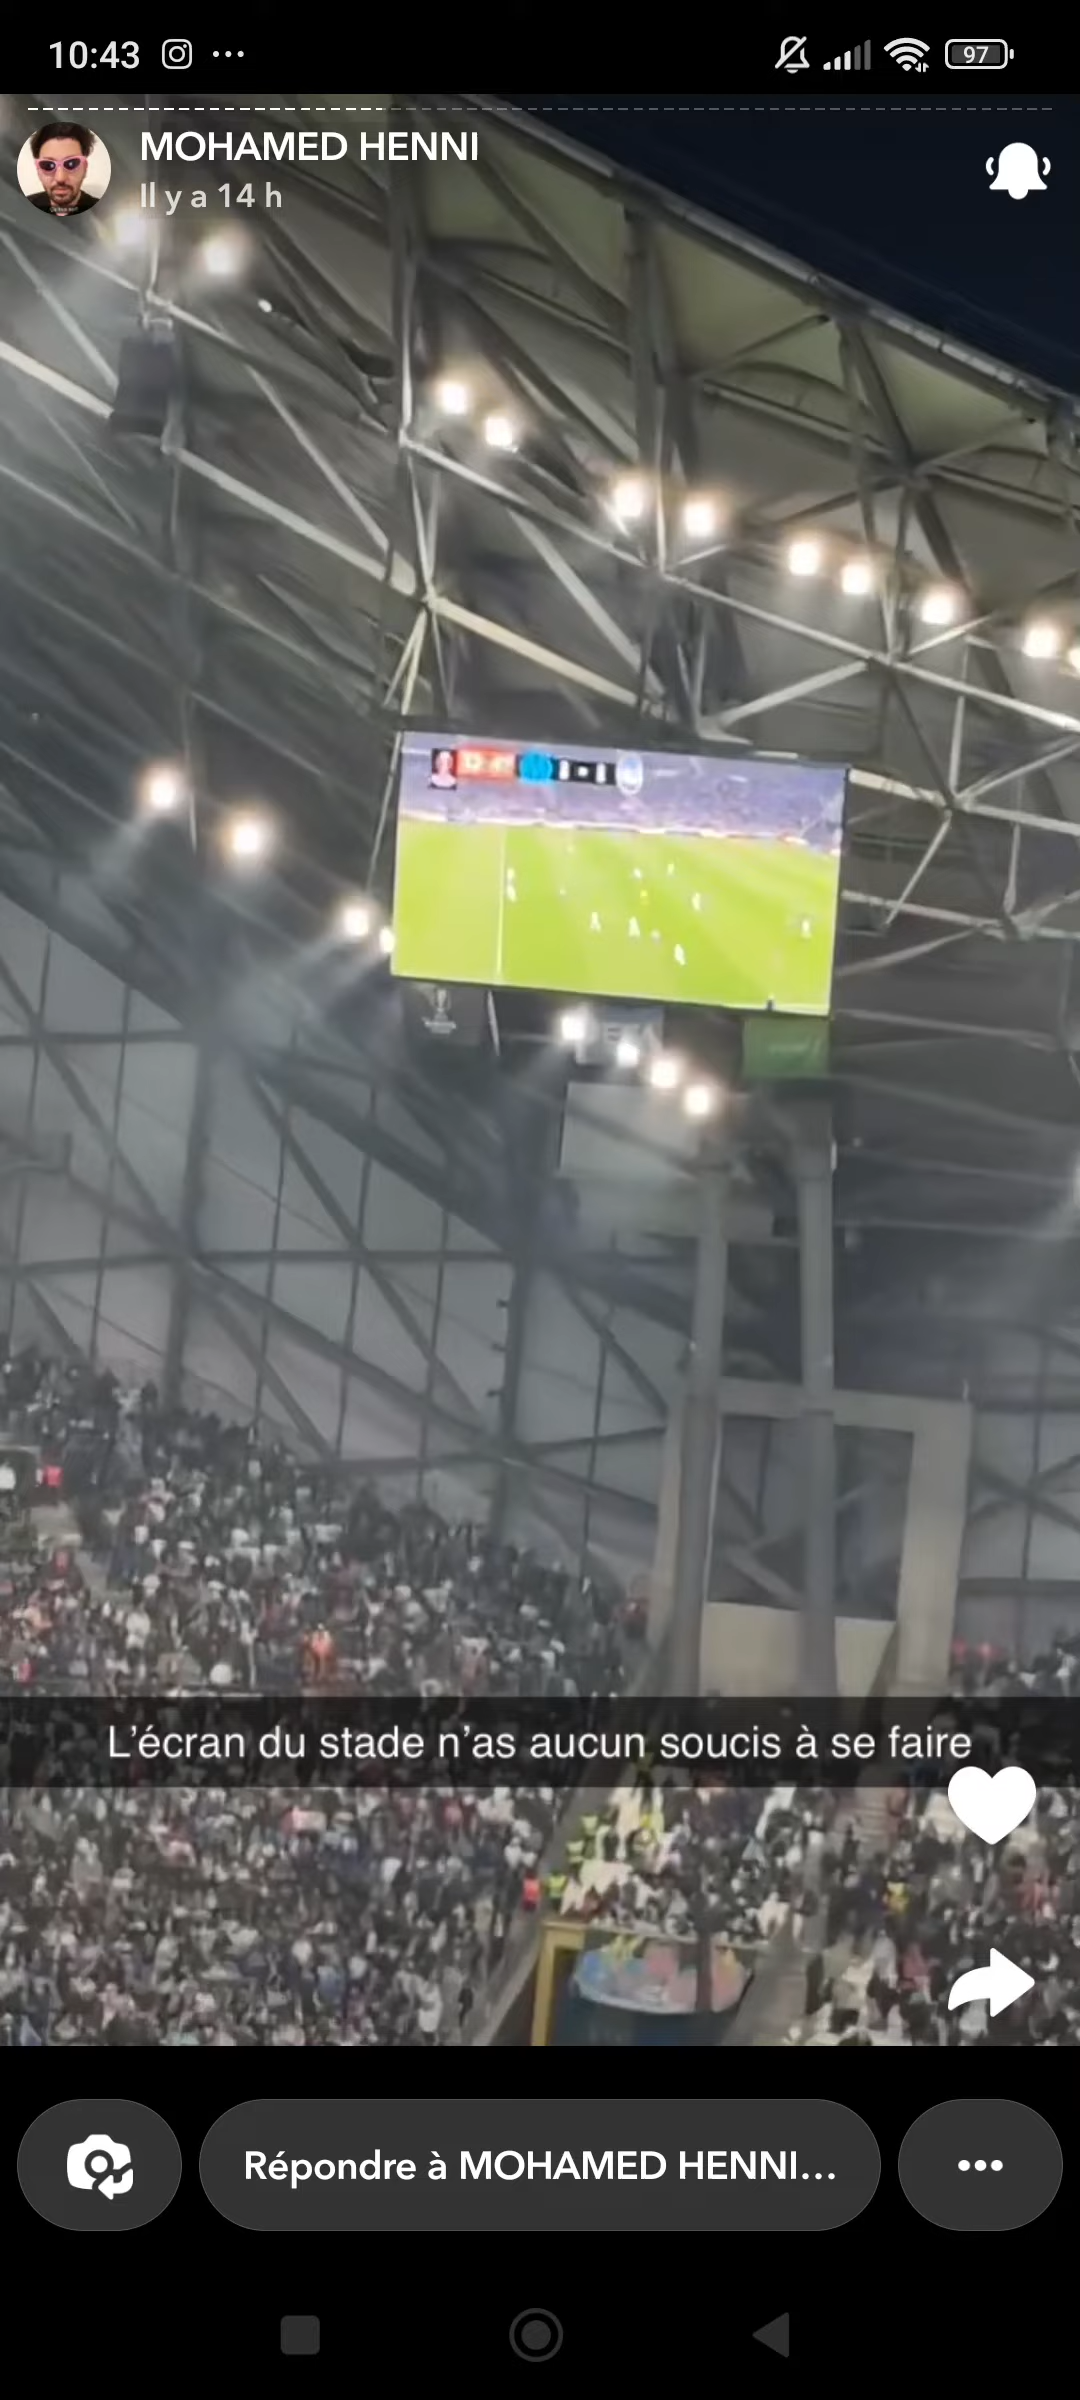 10:43
97
MOHAMED HENNI
Il y a 14 h
L’écran du stade n’as aucun soucis à se faire
Répondre à MOHAMED HENNI...